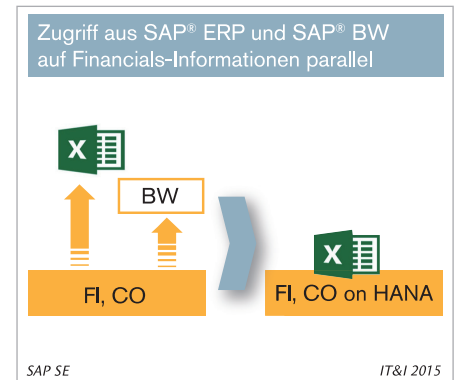 Zugriff aus SAP® ERP und SAP® BW
auf Financials-Informationen parallel
X
BW
X
FI, CO
FI, CO on HANA
SAP SE
IT&I 2015